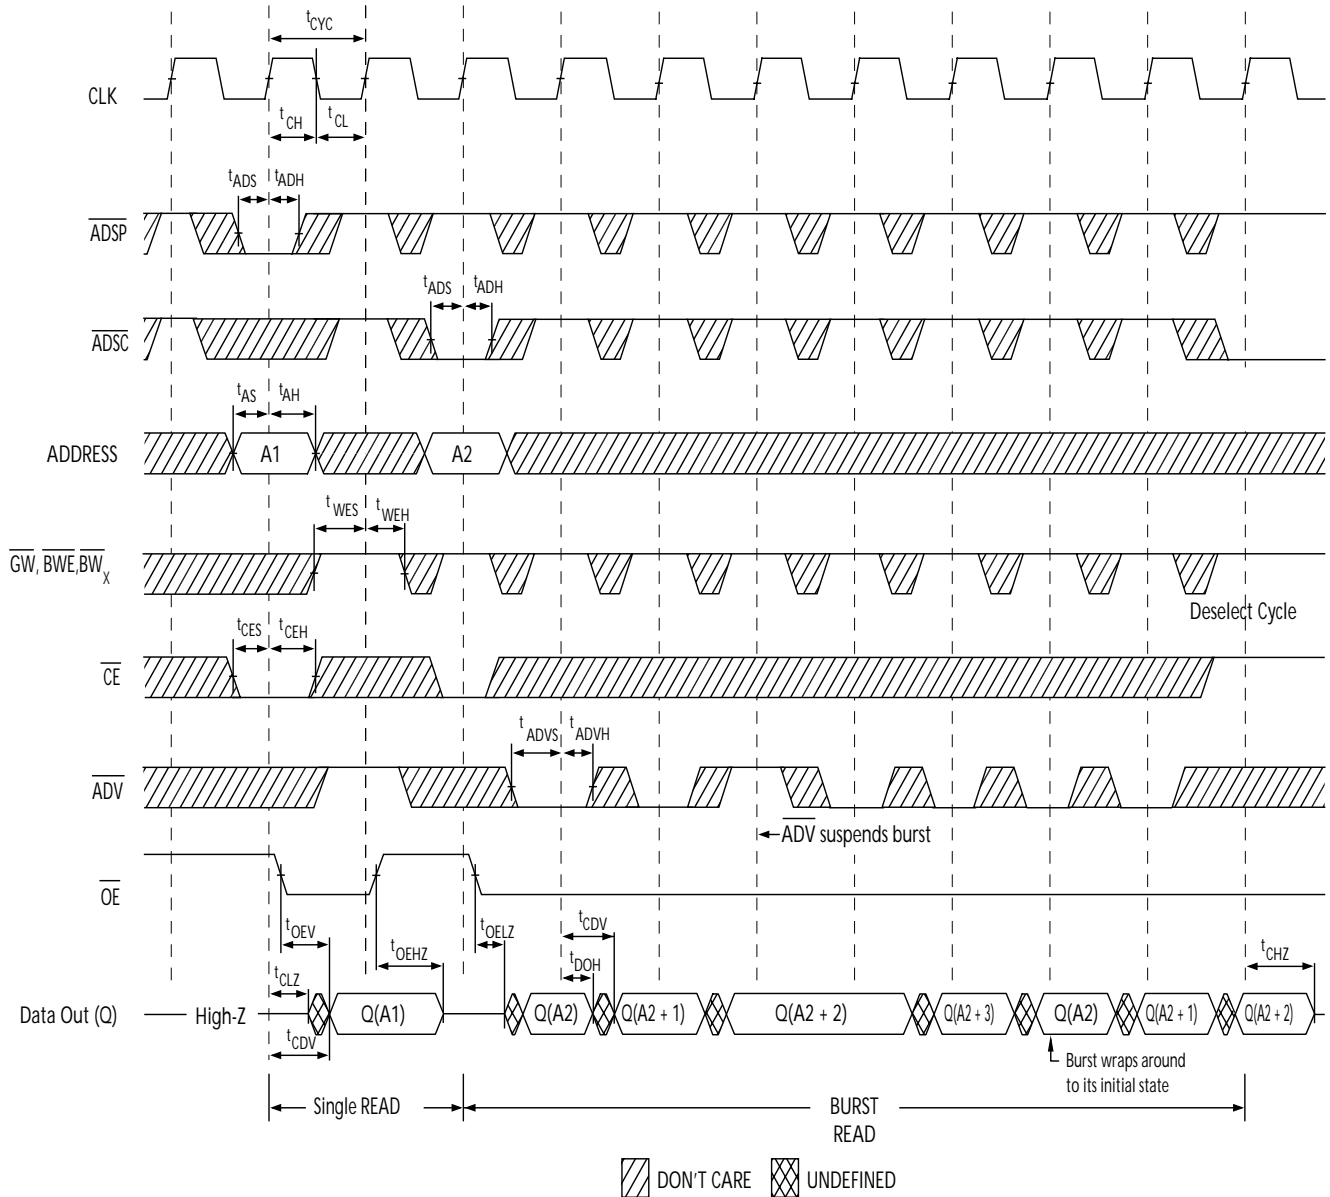 tCYC
CLK
tCH
tCL
tADS
tADH
ADSP
tADS
tADH
ADSC
tAS
tAH
ADDRESS
A1
A2
tWES
tWEH
GW, BWE,BWX
Deselect Cycle
tCES
tCEH
CE
tADVS
tADVH
ADV
ADV suspends burst
OE
tOEV
tOEHZ
tOELZ
tCDV
tDOH
tCHZ
tCLZ
Data Out (Q)
High-Z
Q(A1)
Q(A2)
Q(A2 + 1)
Q(A2 + 2)
Q(A2 + 3)
Q(A2)
Q(A2 + 1)
Q(A2 + 2)
tCDV
Burst wraps around
to its initial state
Single READ
BURST
READ
DON'T CARE
UNDEFINED